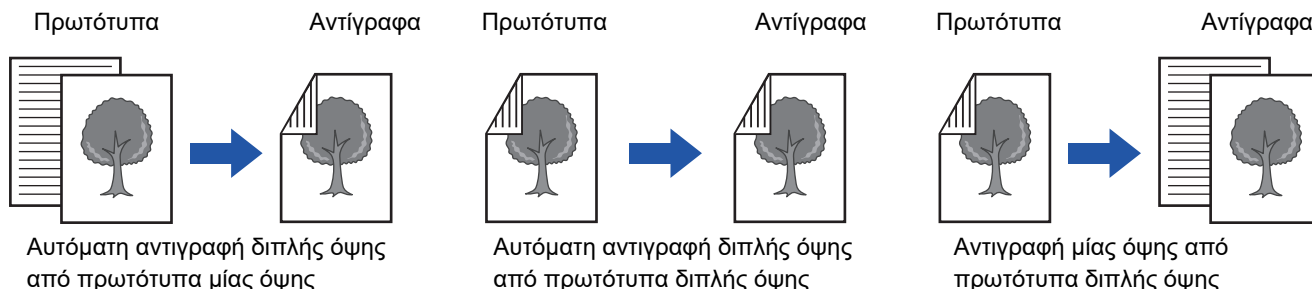 Πρωτότυπα Αντίγραφα Πρωτότυπα Αντίγραφα Πρωτότυπα Αντίγραφα
Αυτόματη αντιγραφή διπλής όψης
από πρωτότυπα μίας όψης
Αυτόματη αντιγραφή διπλής όψης
από πρωτότυπα διπλής όψης
Αντιγραφή μίας όψης από
πρωτότυπα διπλής όψης